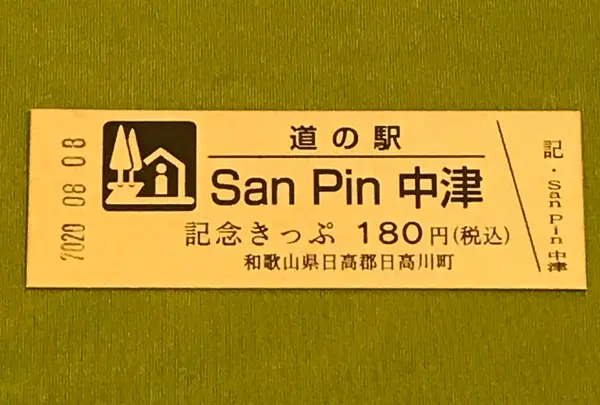 2020 08 08
道の駅
San Pin 中津
記念きっぷ 180円(税込)
和歌山県日高郡日高川町
記・San Pin 中津